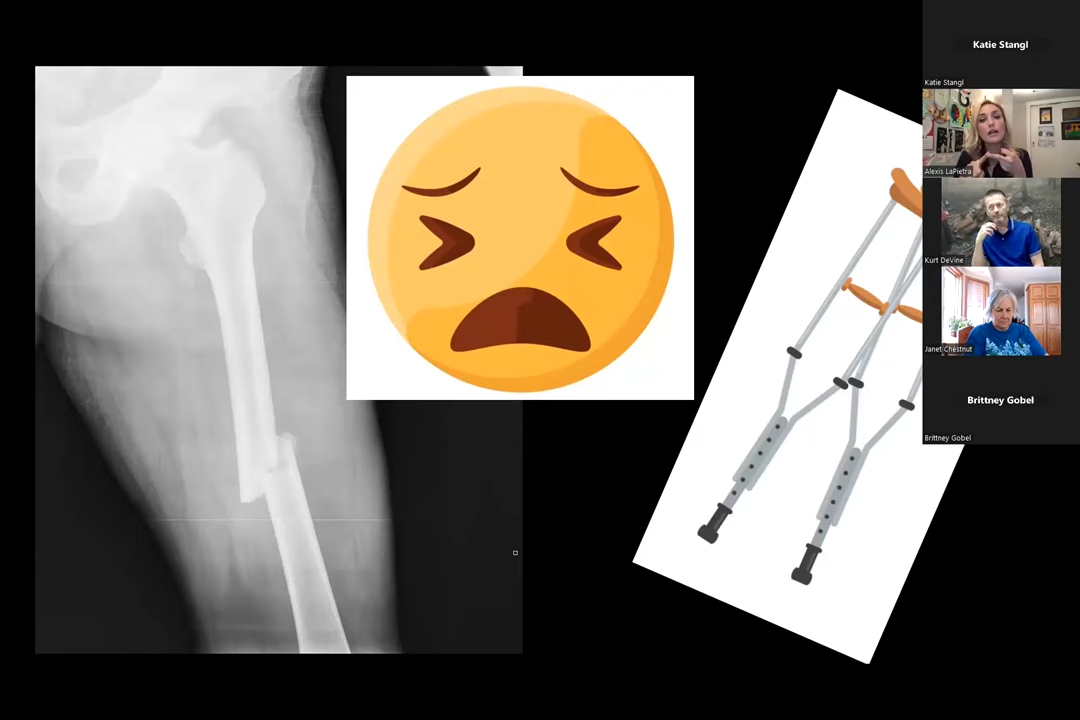 Katie Stangl
Katie Stangl
Alexis LaPietra
Kurt DeVine
Janet Chestnut
Brittney Gobel
Brittney Gobel